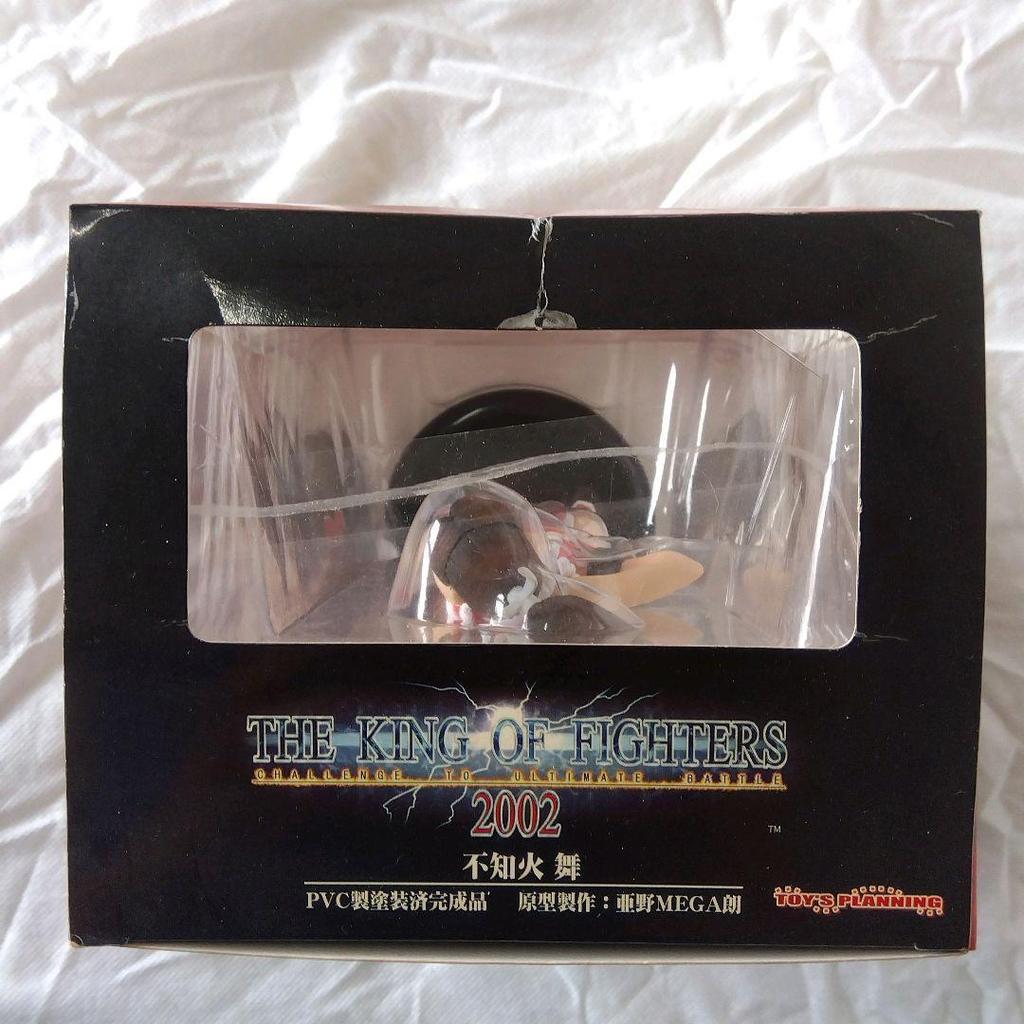 THE KING OF FIGHTERS
CHALLENGE TO ULTIMATE BATTLE
2002
TM
不知火 舞
PVC製塗装済完成品 原型製作：亜野MEGA朗
TOY'S PLANNING